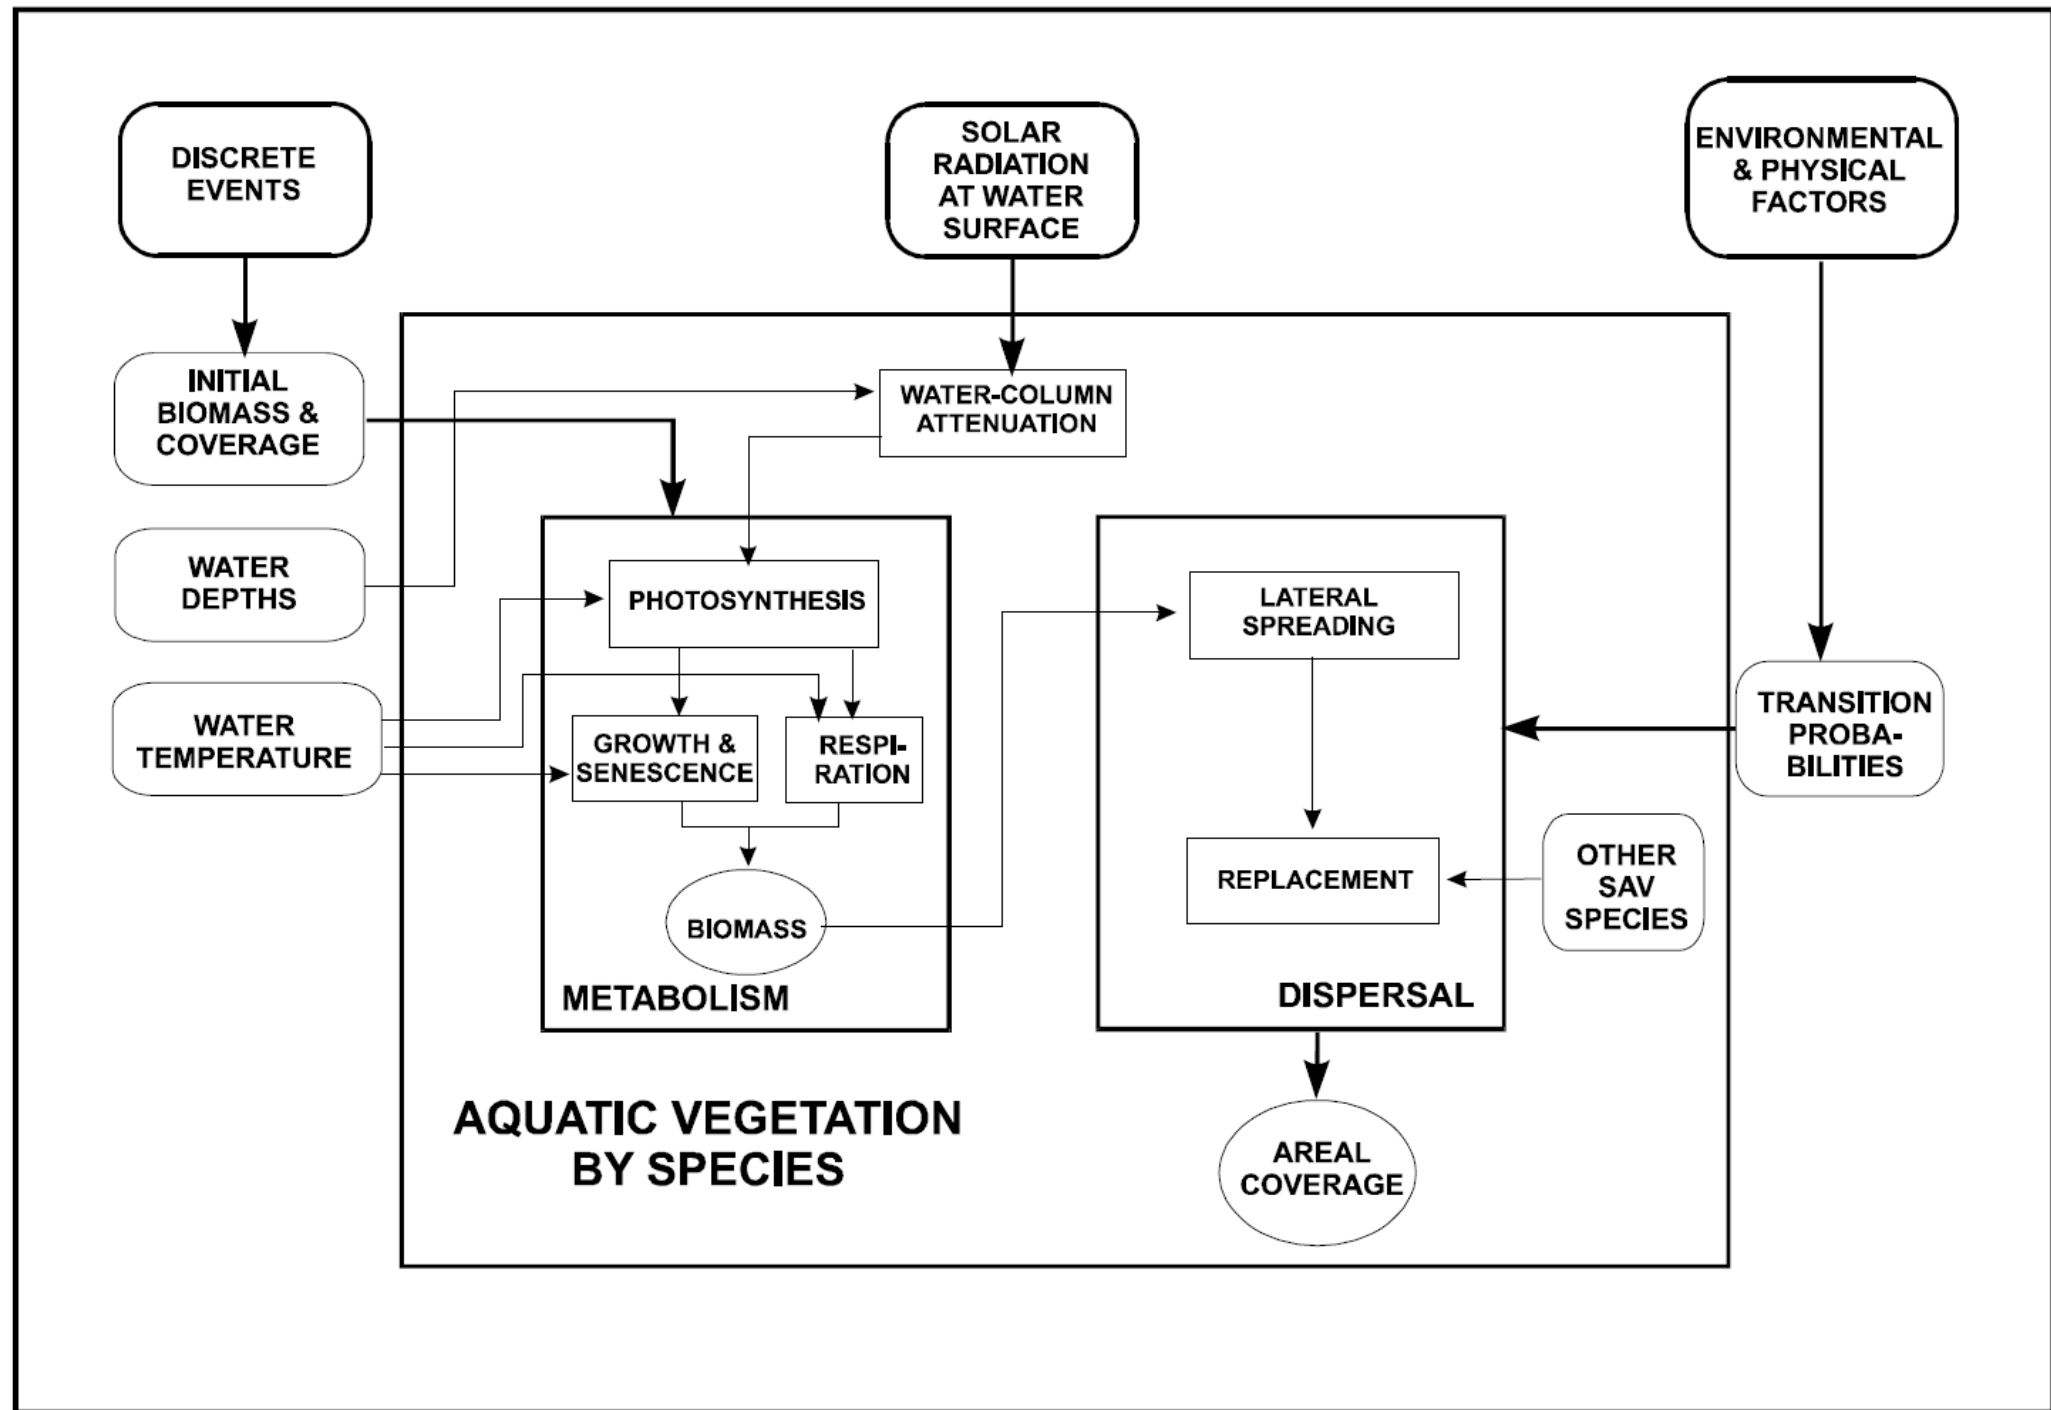 DISCRETE
EVENTS
SOLAR
RADIATION
AT WATER
SURFACE
ENVIRONMENTAL
& PHYSICAL
FACTORS
INITIAL
BIOMASS &
COVERAGE
WATER-COLUMN
ATTENUATION
WATER
DEPTHS
PHOTOSYNTHESIS
LATERAL
SPREADING
WATER
TEMPERATURE
GROWTH &
SENESCENCE
RESPI-
RATION
TRANSITION
PROBA-
BILITIES
REPLACEMENT
OTHER
SAV
SPECIES
BIOMASS
METABOLISM
DISPERSAL
AQUATIC VEGETATION
BY SPECIES
AREAL
COVERAGE